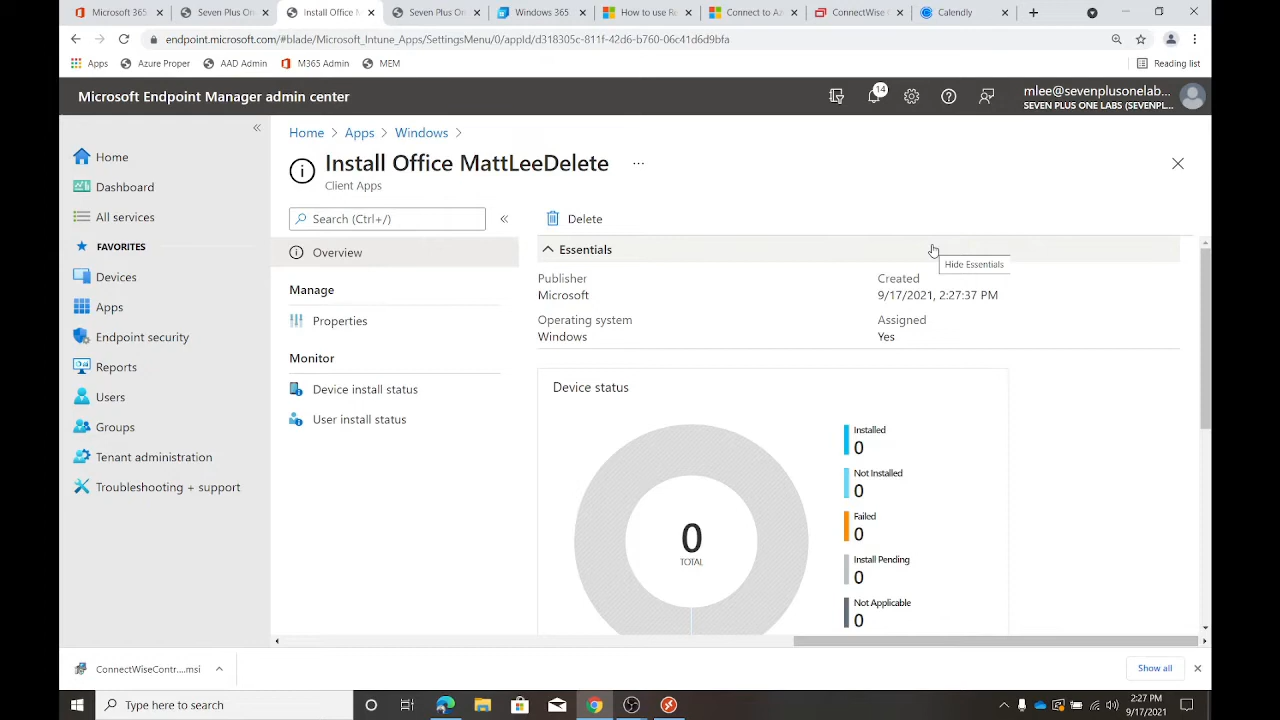 Microsoft 365
Seven Plus On
Install Office M
Seven Plus On
Windows 365
How to use Re
Connect to Az
ConnectWise C
Calendly
endpoint.microsoft.com/#blade/Microsoft_Intune_Apps/SettingsMenu/0/appId/d318305c-811f-42d6-b760-06c41d6d9bfa
Apps
Azure Proper
AAD Admin
M365 Admin
MEM
Reading list
Microsoft Endpoint Manager admin center
14
mlee@sevenplusonelab...
SEVEN PLUS ONE LABS (SEVENPL...
Home
Dashboard
All services
FAVORITES
Devices
Apps
Endpoint security
Reports
Users
Groups
Tenant administration
Troubleshooting + support
Home > Apps > Windows >
Install Office MattLeeDelete ...
Client Apps
Search (Ctrl+/)
Overview
Manage
Properties
Monitor
Device install status
User install status
Delete
Essentials
Hide Essentials
Publisher
Microsoft
Created
9/17/2021, 2:27:37 PM
Operating system
Windows
Assigned
Yes
Device status
0
TOTAL
Installed
0
Not Installed
0
Failed
0
Install Pending
0
Not Applicable
0
ConnectWiseContr....msi
Show all
Type here to search
2:27 PM
9/17/2021